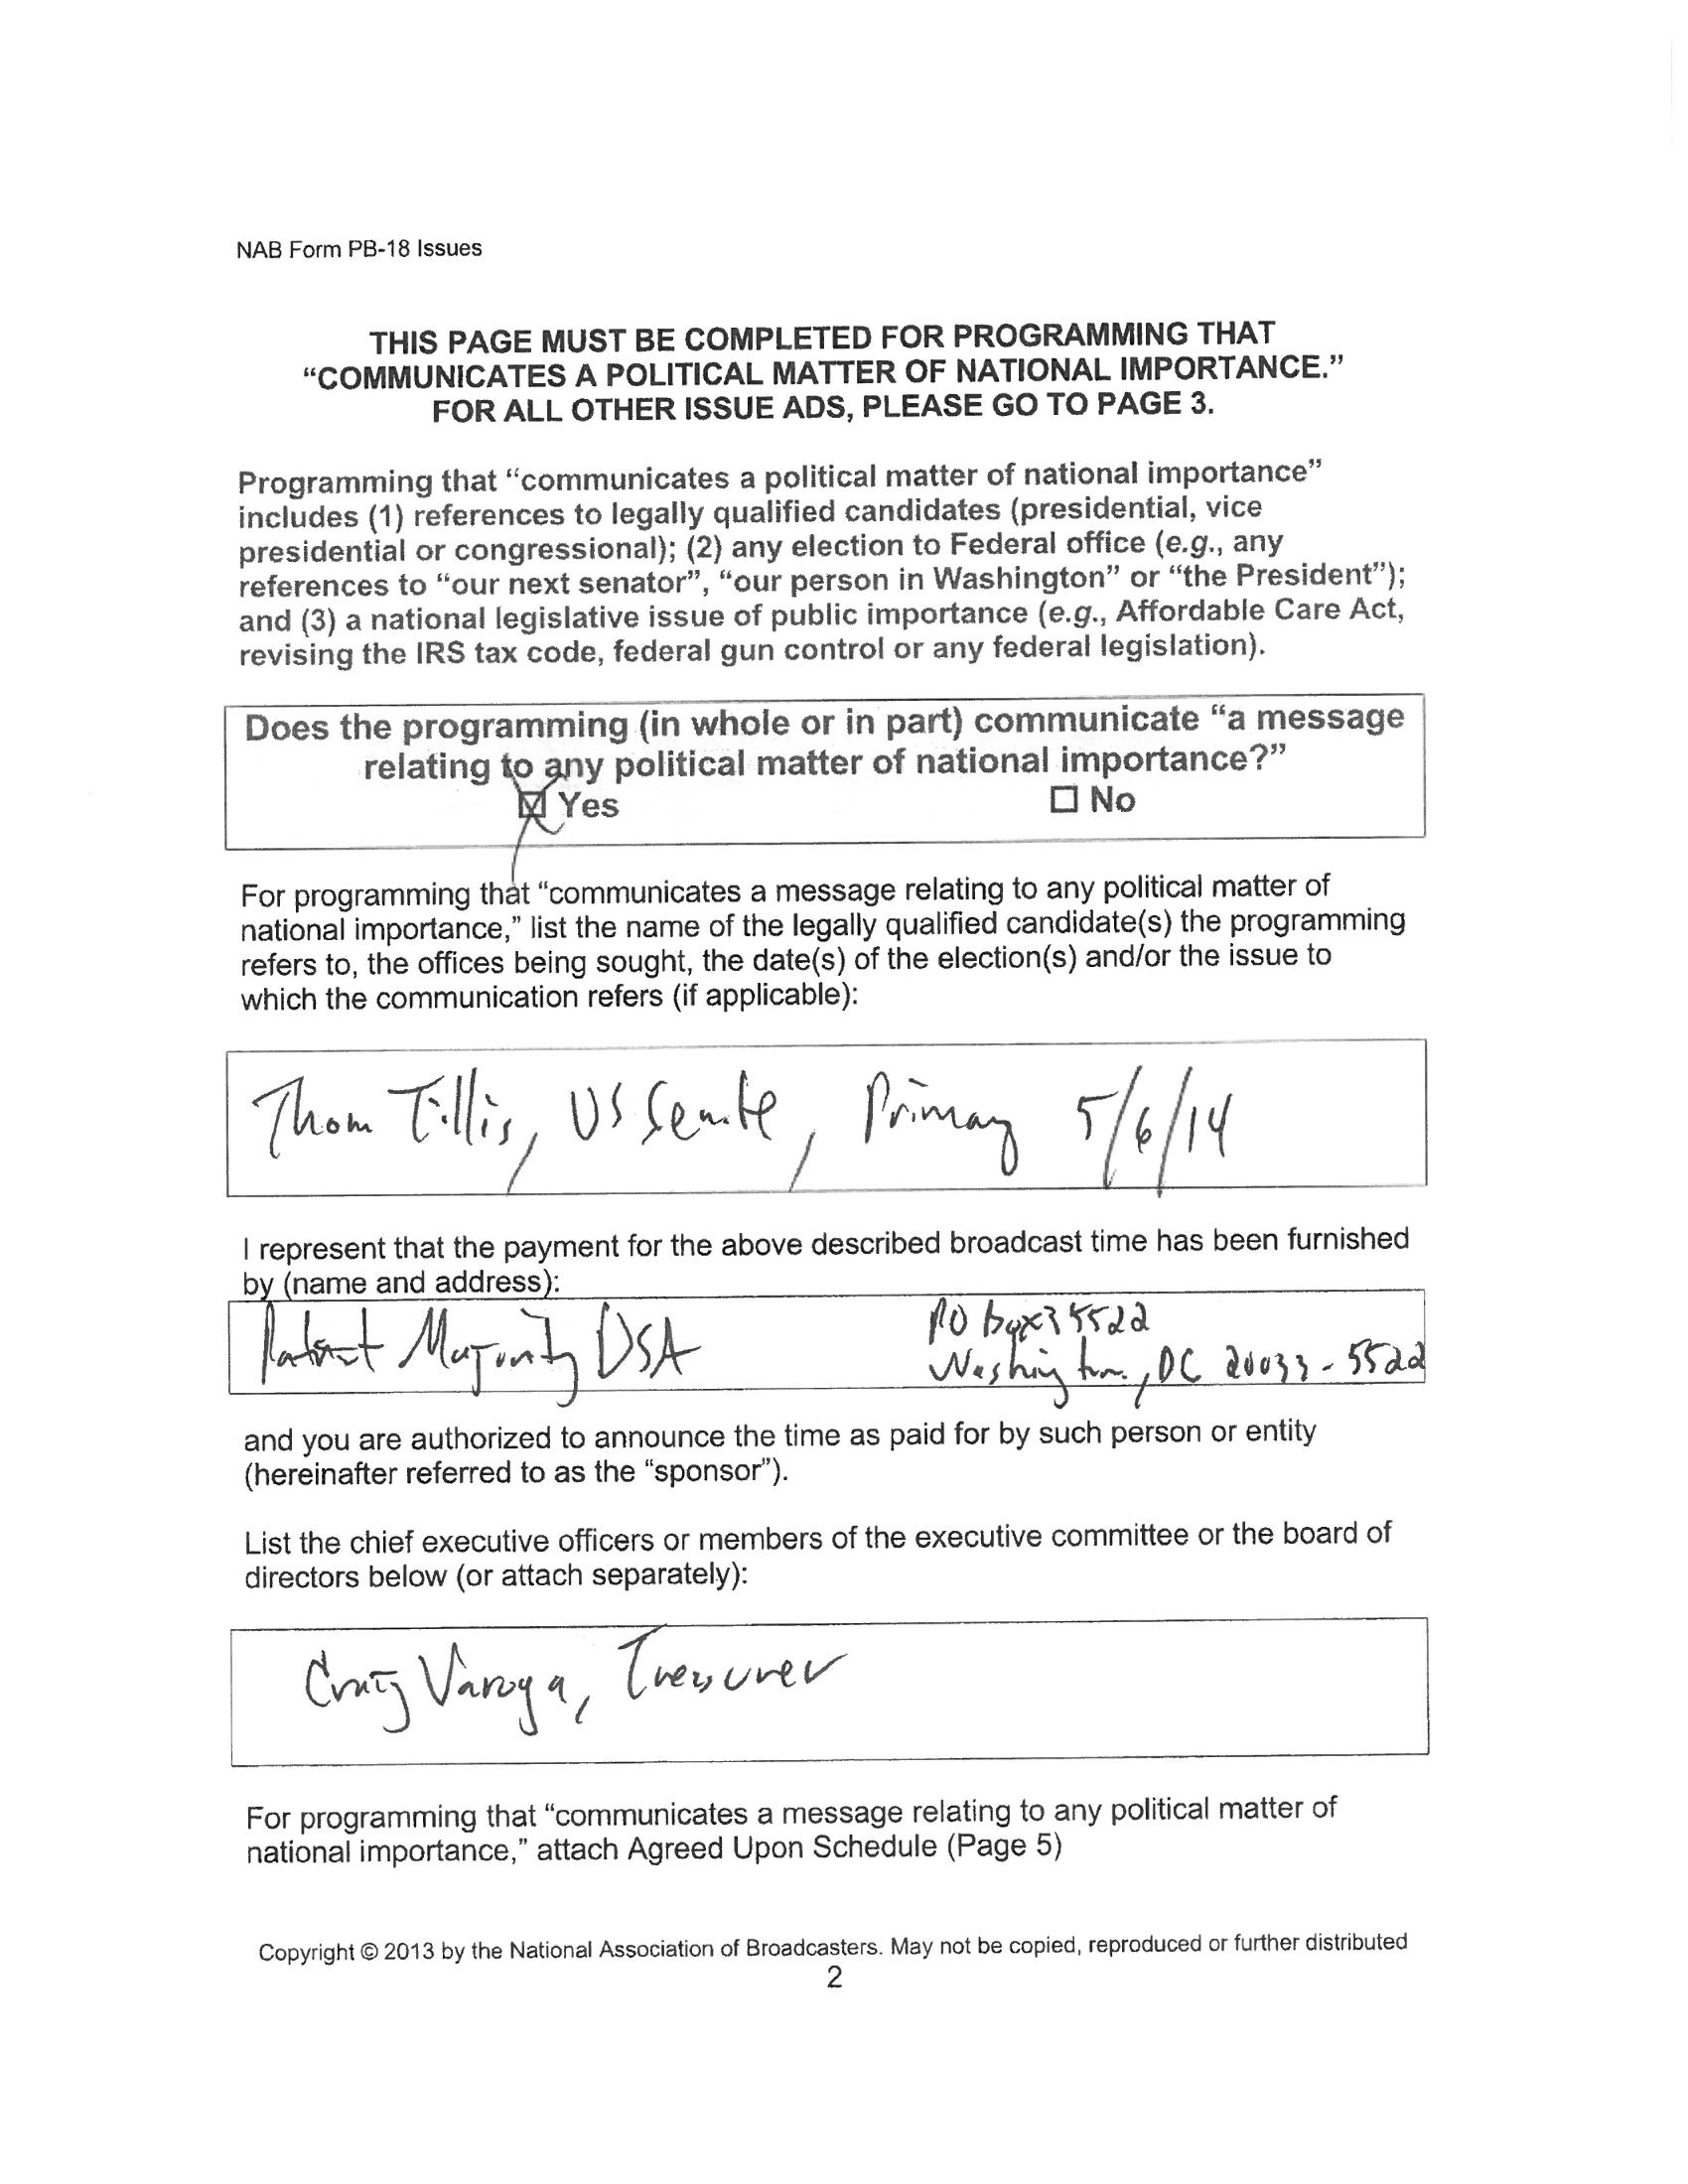 NAB Form PB-18 Issues
THIS PAGE MUST BE COMPLETED FOR PROGRAMMING THAT
“COMMUNICATES A POLITICAL MATTER OF NATIONAL IMPORTANCE.”
FOR ALL OTHER ISSUE ADS, PLEASE GO TO PAGE 3.
Programming that “communicates a political matter of national importance”
includes (1) references to legally qualified candidates (presidential, vice
presidential or congressional); (2) any election to Federal office (e.g., any
references to “our next senator”, “our person in Washington” or “the President”);
and (3) a national legislative issue of public importance (e.g., Affordable Care Act,
revising the IRS tax code, federal gun control or any federal legislation).
Does the programming (in whole or in part) communicate “a message
relating to any political matter of national importance?”
☒ Yes ☐ No
For programming that “communicates a message relating to any political matter of
national importance,” list the name of the legally qualified candidate(s) the programming
refers to, the offices being sought, the date(s) of the election(s) and/or the issue to
which the communication refers (if applicable):
Thom Tillis, US Senate, Primary 5/6/14
I represent that the payment for the above described broadcast time has been furnished
by (name and address):
Patriot Majority USA PO box 35522
Washington, DC 20033-5522
and you are authorized to announce the time as paid for by such person or entity
(hereinafter referred to as the “sponsor”).
List the chief executive officers or members of the executive committee or the board of
directors below (or attach separately):
Craig Varoga, Treasurer
For programming that “communicates a message relating to any political matter of
national importance,” attach Agreed Upon Schedule (Page 5)
Copyright © 2013 by the National Association of Broadcasters. May not be copied, reproduced or further distributed
2